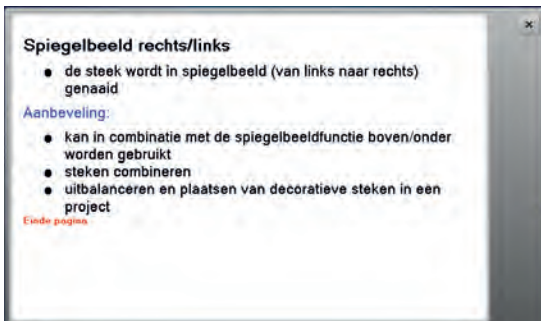 Spiegelbeeld rechts/links
● de steek wordt in spiegelbeeld (van links naar rechts)
genaaid
Aanbeveling:
● kan in combinatie met de spiegelbeeldfunctie boven/onder
worden gebruikt
● steken combineren
● uitbalanceren en plaatsen van decoratieve steken in een
project
Einde pagina